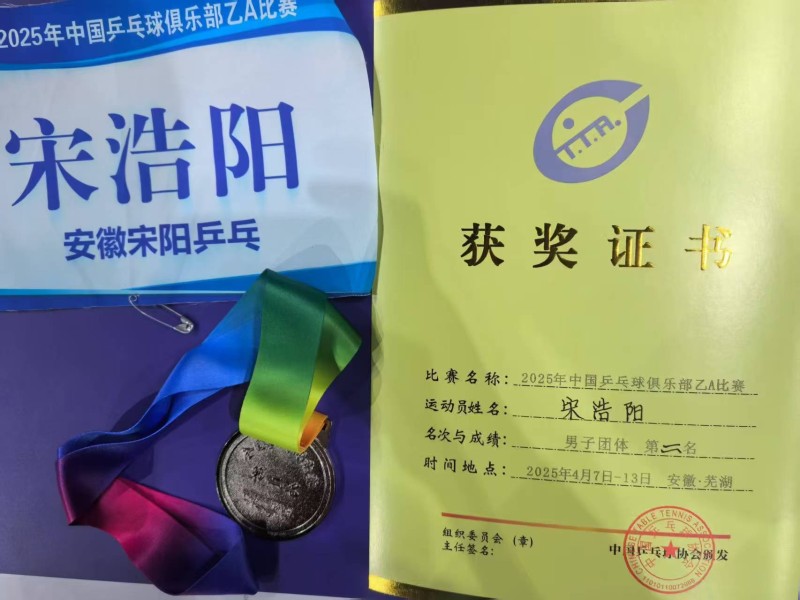 2025年中国乒乓球俱乐部乙A比赛
宋浩阳
安徽宋阳乒乓
T.T.A.
获奖证书
比赛名称：2025年中国乒乓球俱乐部乙A比赛
运动员姓名：宋浩阳
名次与成绩：男子团体 第二名
时间地点：2025年4月7日-13日 安徽·芜湖
组织委员会（章）
主任签名：
中国乒乓球协会颁发
CHINESE TABLE TENNIS ASSOCIATION